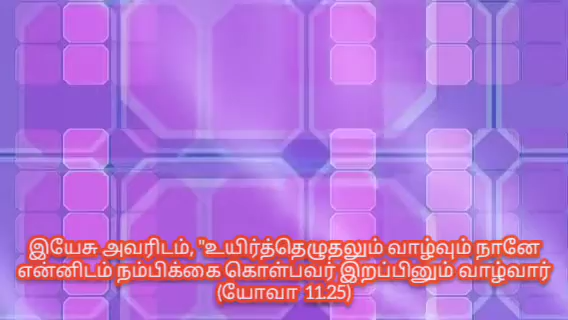 இயேசு அவரிடம், "உயிர்த்தெழுதலும் வாழ்வும் நானே
என்னிடம் நம்பிக்கை கொள்பவர் இறப்பினும் வாழ்வார்
(யோவா 11.25)